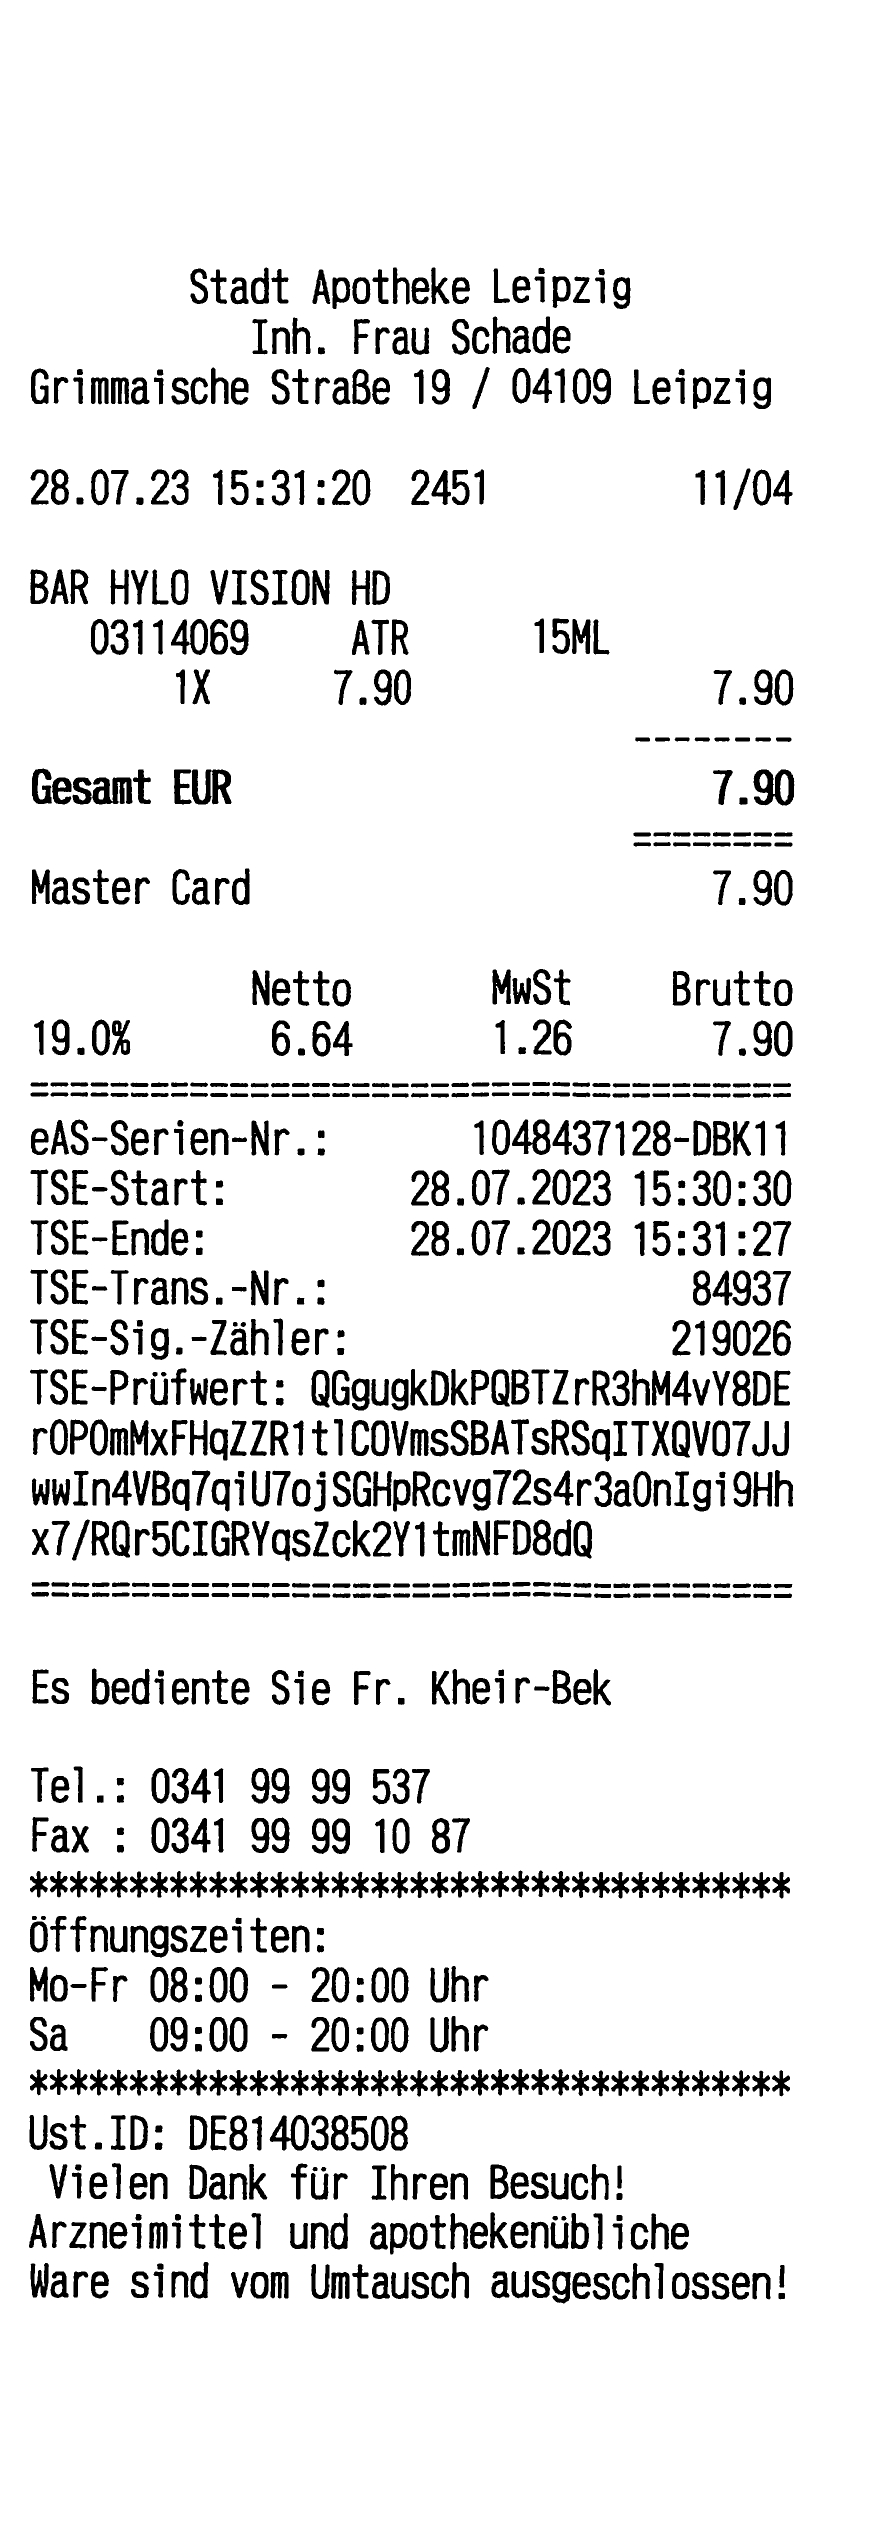 Stadt Apotheke Leipzig
Inh. Frau Schade
Grimmaische Straße 19 / 04109 Leipzig
28.07.23 15:31:20 2451 11/04
BAR HYLO VISION HD
03114069 ATR 15ML
1X 7.90 7.90
--------
Gesamt EUR 7.90
========
Master Card 7.90
Netto MwSt Brutto
19.0% 6.64 1.26 7.90
======================================
eAS-Serien-Nr.: 1048437128-DBK11
TSE-Start: 28.07.2023 15:30:30
TSE-Ende: 28.07.2023 15:31:27
TSE-Trans.-Nr.: 84937
TSE-Sig.-Zähler: 219026
TSE-Prüfwert: QGgugkDkPQBTZrR3hM4vY8DE
rOPOmMxFHqZZR1tlCOVmsSBATsRSqITXQVO7JJ
wwIn4VBq7qiU7ojSGHpRcvg72s4r3aOnIgi9Hh
x7/RQr5CIGRYqsZck2Y1tmNFD8dQ
======================================
Es bediente Sie Fr. Kheir-Bek
Tel.: 0341 99 99 537
Fax : 0341 99 99 10 87
**************************************
Öffnungszeiten:
Mo-Fr 08:00 - 20:00 Uhr
Sa 09:00 - 20:00 Uhr
**************************************
Ust.ID: DE814038508
Vielen Dank für Ihren Besuch!
Arzneimittel und apothekenübliche
Ware sind vom Umtausch ausgeschlossen!